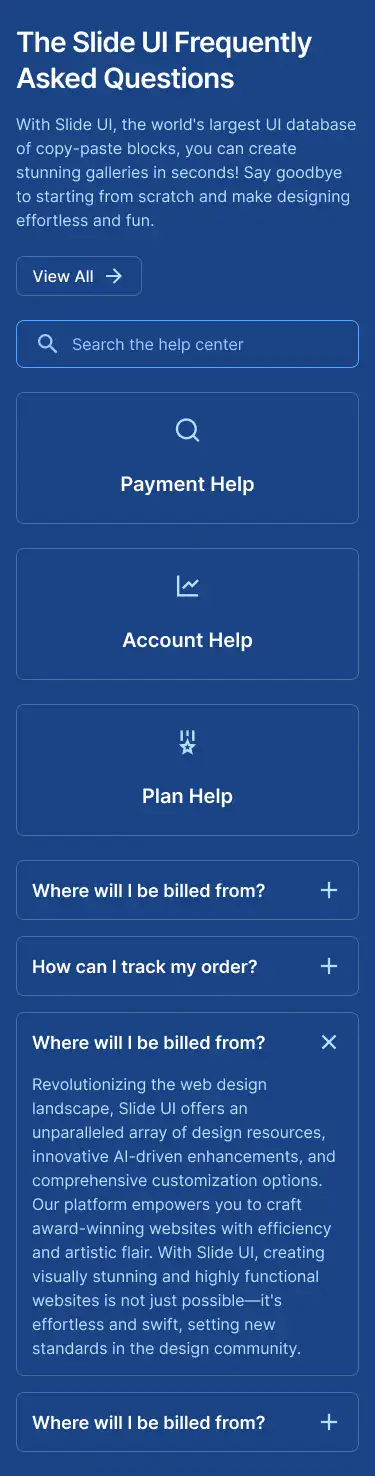 The Slide UI Frequently
Asked Questions
With Slide UI, the world's largest UI database
of copy-paste blocks, you can create
stunning galleries in seconds! Say goodbye
to starting from scratch and make designing
effortless and fun.
View All
Search the help center
Payment Help
Account Help
Plan Help
Where will I be billed from?
How can I track my order?
Where will I be billed from?
Revolutionizing the web design
landscape, Slide UI offers an
unparalleled array of design resources,
innovative AI-driven enhancements, and
comprehensive customization options.
Our platform empowers you to craft
award-winning websites with efficiency
and artistic flair. With Slide UI, creating
visually stunning and highly functional
websites is not just possible—it's
effortless and swift, setting new
standards in the design community.
Where will I be billed from?